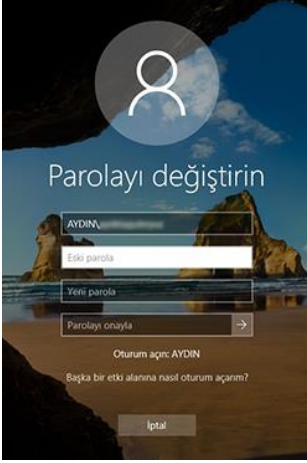 Parolayı değiştirin
AYDIN\
Eski parola
Yeni parola
Parolayı onayla
Oturum açın: AYDIN
Başka bir etki alanına nasıl oturum açarım?
İptal